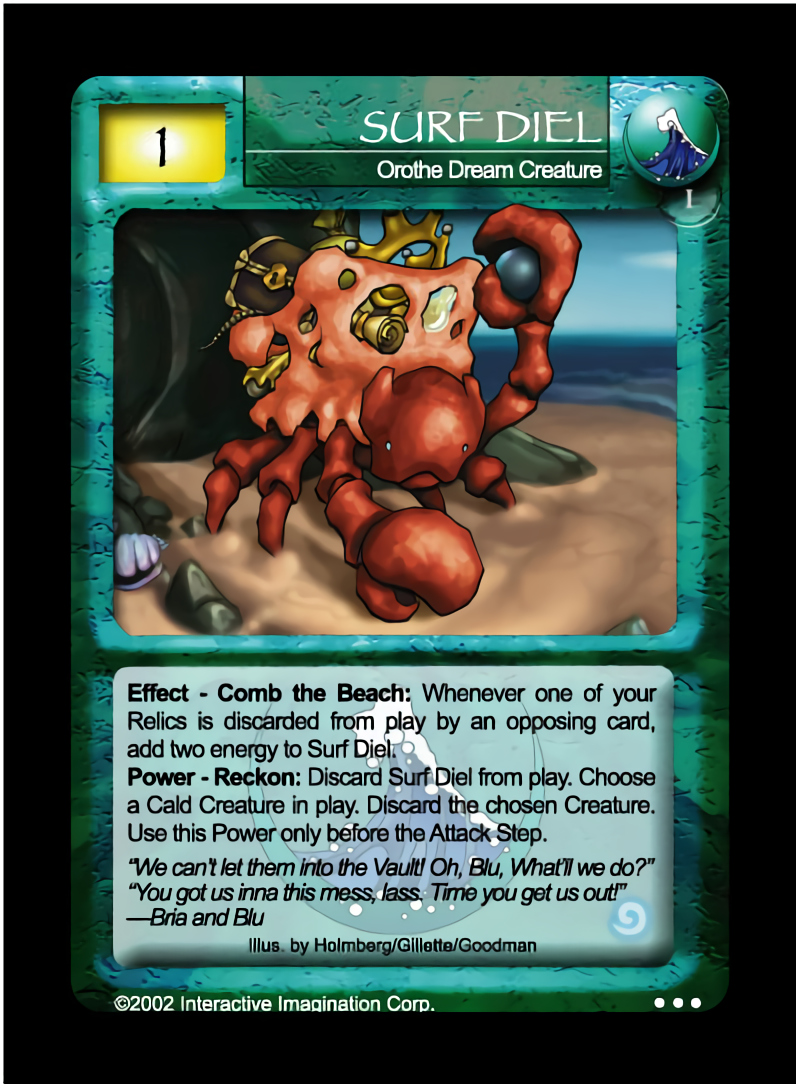 1
SURF DIEL
Orothe Dream Creature
1
Effect - Comb the Beach: Whenever one of your
Relics is discarded from play by an opposing card,
add two energy to Surf Diel.
Power - Reckon: Discard Surf Diel from play. Choose
a Cald Creature in play. Discard the chosen Creature.
Use this Power only before the Attack Step.
"We can't let them into the Vault! Oh, Blu, What'll we do?"
"You got us inna this mess, lass. Time you get us out!"
—Bria and Blu
Illus. by Holmberg/Gillette/Goodman
©2002 Interactive Imagination Corp.